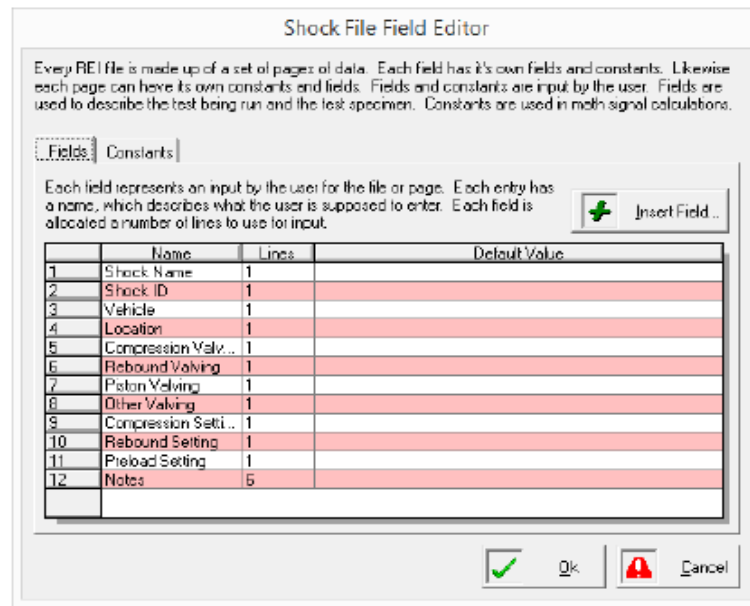 Shock File Field Editor
Every REI file is made up of a set of pages of data. Each field has it's own fields and constants. Likewise
each page can have its own constants and fields. Fields and constants are input by the user. Fields are
used to describe the test being run and the test specimen. Constants are used in math signal calculations.
Fields Constants
Each field represents an input by the user for the file or page. Each entry has
a name, which describes what the user is supposed to enter. Each field is
allocated a number of lines to use for input.
Insert Field...
Name Lines Default Value
1 Shock Name 1
2 Shock ID 1
3 Vehicle 1
4 Location 1
5 Compression Valv... 1
6 Rebound Valving 1
7 Piston Valving 1
8 Other Valving 1
9 Compression Setti... 1
10 Rebound Setting 1
11 Preload Setting 1
12 Notes 6
Ok Cancel